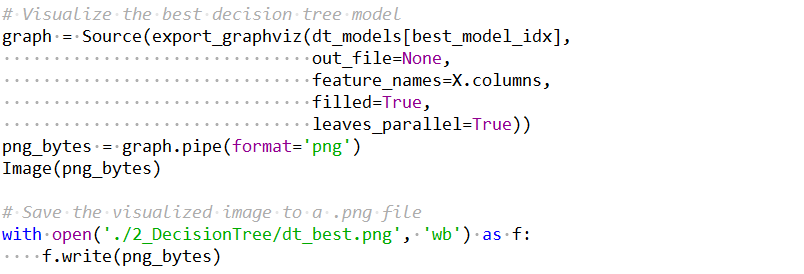 # Visualize the best decision tree model
graph = Source(export_graphviz(dt_models[best_model_idx],
                               out_file=None,
                               feature_names=X.columns,
                               filled=True,
                               leaves_parallel=True))
png_bytes = graph.pipe(format='png')
Image(png_bytes)

# Save the visualized image to a .png file
with open('./2_DecisionTree/dt_best.png', 'wb') as f:
    f.write(png_bytes)